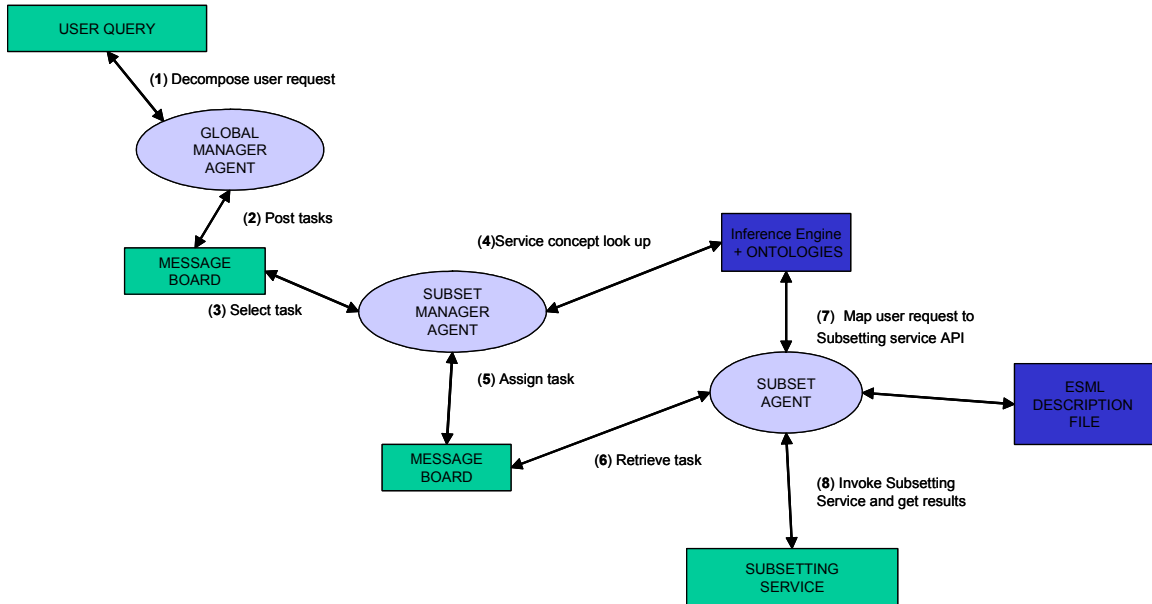 USER QUERY
(1) Decompose user request
GLOBAL
MANAGER
AGENT
(2) Post tasks
MESSAGE
BOARD
(3) Select task
SUBSET
MANAGER
AGENT
(4)Service concept look up
Inference Engine
+ ONTOLOGIES
(5) Assign task
MESSAGE
BOARD
(6) Retrieve task
(7) Map user request to
Subsetting service API
SUBSET
AGENT
ESML
DESCRIPTION
FILE
(8) Invoke Subsetting
Service and get results
SUBSETTING
SERVICE